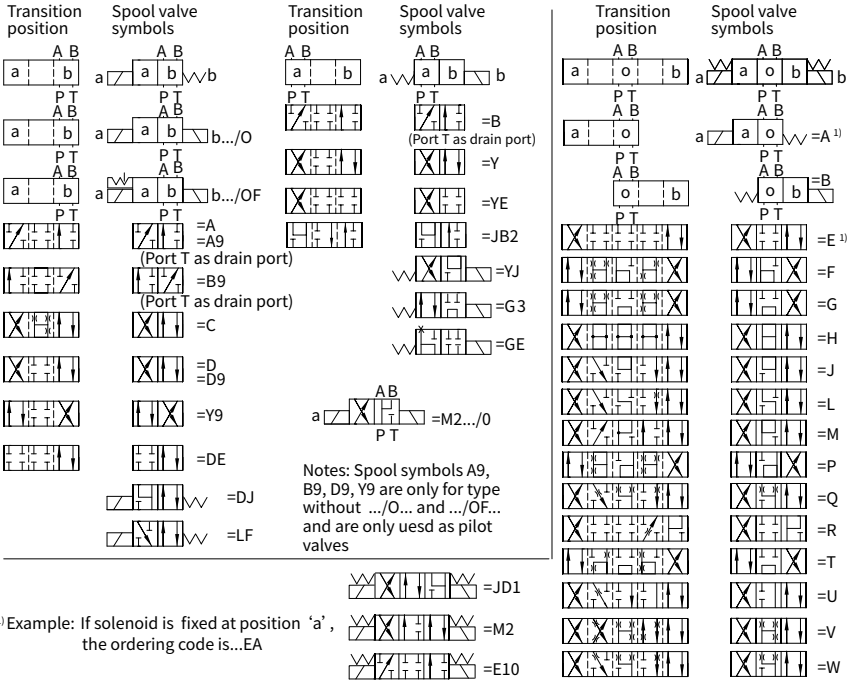 Transition
position
Spool valve
symbols
A B
a b
P T
A B
a a b b
P T
A B
a b
P T
A B
a a b b.../O
P T
A B
a b
P T
A B
a a b b.../OF
P T
=A
=A9
(Port T as drain port)
=B9
(Port T as drain port)
=C
=D
=D9
=Y9
=DE
=DJ
=LF
Spool valve
symbols
A B
a b
P T
A B
a a b b
P T
=B
(Port T as drain port)
=Y
=YE
=JB2
=YJ
=G3
=GE
A B
a =M2.../0
P T
Notes: Spool symbols A9,
B9, D9, Y9 are only for type
without .../O... and .../OF...
and are only uesd as pilot
valves
Transition
position
Spool valve
symbols
A B
a o b
P T
A B
a a o b b
P T
A B
a o
P T
A B
a a o =A 1)
P T
A B
o b
P T
A B
o b =B
P T
=E 1)
=F
=G
=H
=J
=L
=M
=P
=Q
=R
=T
=U
=V
=W
=JD1
=M2
=E10
1) Example: If solenoid is fixed at position ‘a’,
the ordering code is...EA